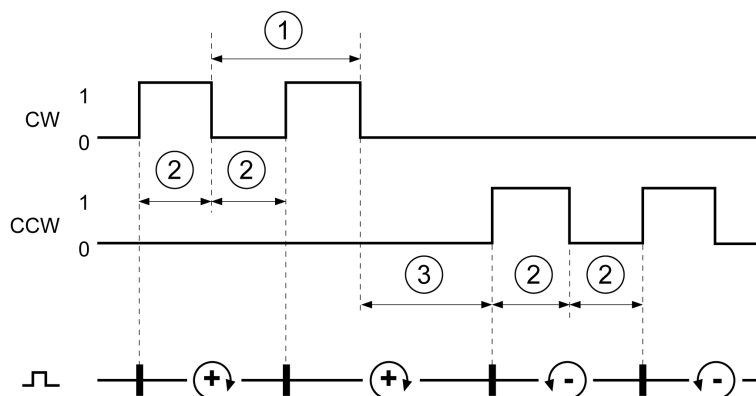 ①
1
CW
0
② ②
1
CCW
0
③ ② ②
+ + - -